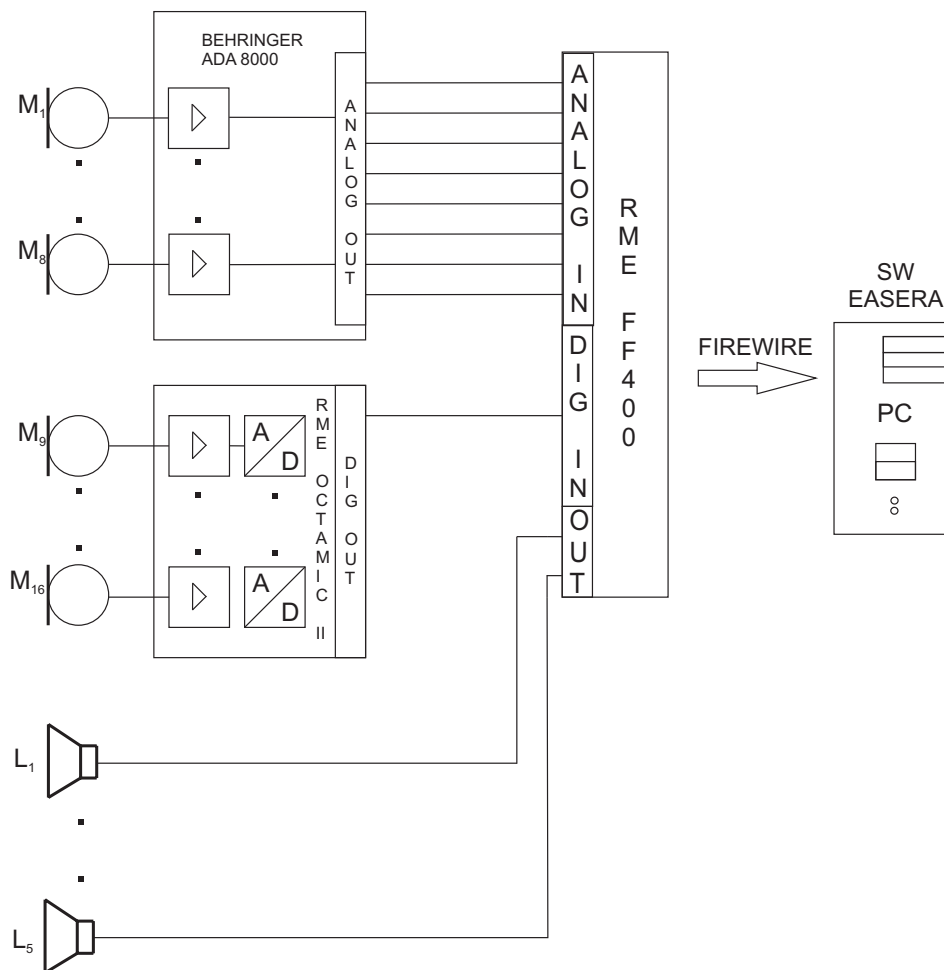 BEHRINGER
ADA 8000
M1
M8
ANALOG OUT
ANALOG IN
DIG IN
OUT
RME FF400
FIREWIRE
SW
EASERA
PC
M9
M16
A
D
A
D
RME OCTAMIC II
DIG OUT
L1
L5